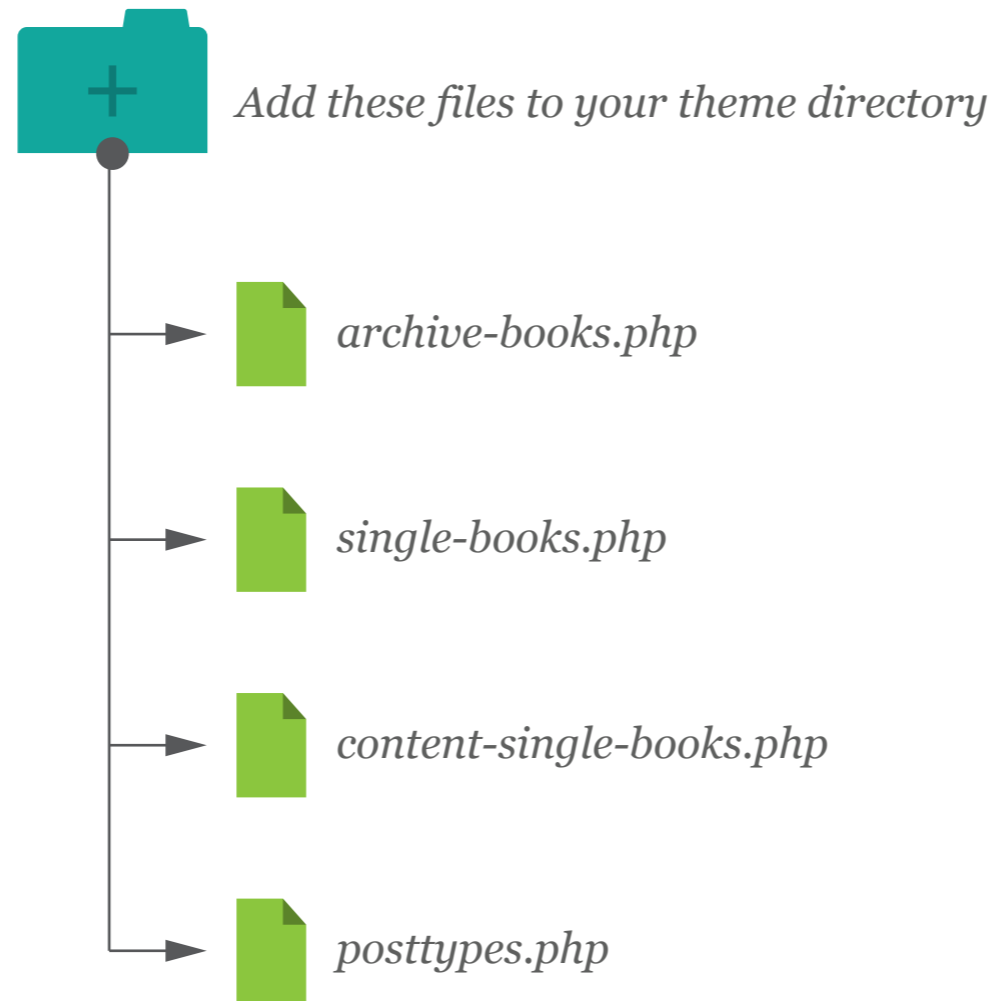 Add these files to your theme directory
archive-books.php
single-books.php
content-single-books.php
posttypes.php